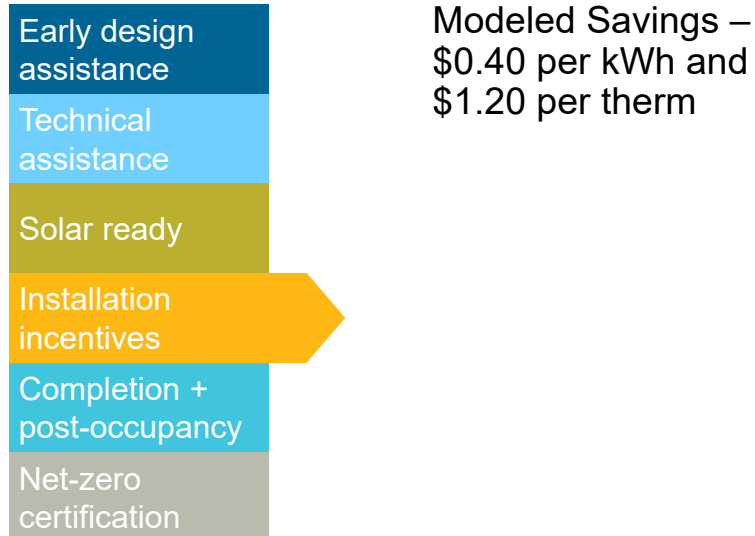 Early design
assistance
Technical
assistance
Solar ready
Installation
incentives
Completion +
post-occupancy
Net-zero
certification
Modeled Savings –
$0.40 per kWh and
$1.20 per therm